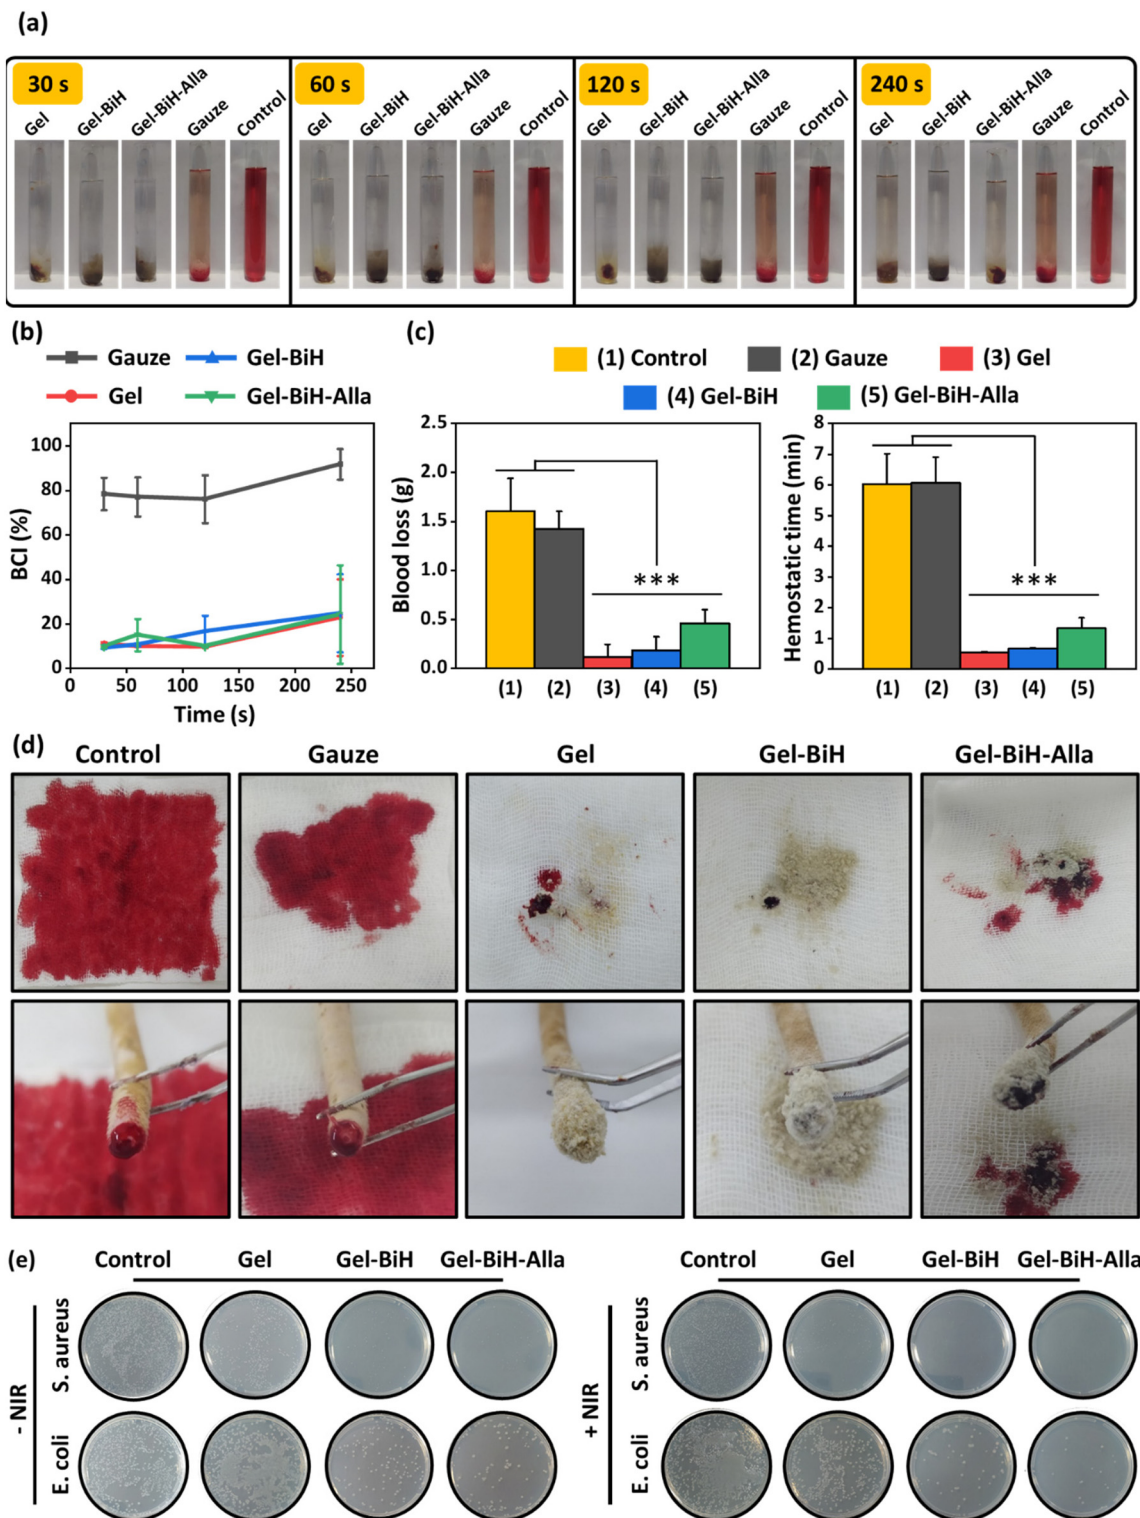 (a)
30 s
Gel
Gel-BiH
Gel-BiH-Alla
Gauze
Control
60 s
Gel
Gel-BiH
Gel-BiH-Alla
Gauze
Control
120 s
Gel
Gel-BiH
Gel-BiH-Alla
Gauze
Control
240 s
Gel
Gel-BiH
Gel-BiH-Alla
Gauze
Control
(b)
Gauze Gel-BiH
Gel Gel-BiH-Alla
BCI (%)
100
80
60
40
20
0
0 50 100 150 200 250
Time (s)
(c)
(1) Control (2) Gauze (3) Gel
(4) Gel-BiH (5) Gel-BiH-Alla
Blood loss (g)
2.5
2.0
1.5
1.0
0.5
0.0
***
(1) (2) (3) (4) (5)
Hemostatic time (min)
8
7
6
5
4
3
2
1
0
***
(1) (2) (3) (4) (5)
(d)
Control Gauze Gel Gel-BiH Gel-BiH-Alla
(e)
Control Gel Gel-BiH Gel-BiH-Alla
- NIR
S. aureus
E. coli
Control Gel Gel-BiH Gel-BiH-Alla
+ NIR
S. aureus
E. coli